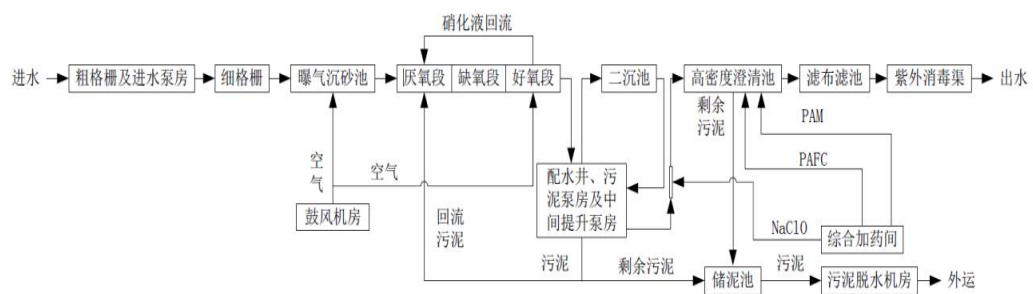 硝化液回流
进水
粗格栅及进水泵房
细格栅
曝气沉砂池
厌氧段
缺氧段
好氧段
二沉池
高密度澄清池
滤布滤池
紫外消毒渠
出水
剩余
污泥
PAM
PAFC
空
气
空气
配水井、污
泥泵房及中
间提升泵房
鼓风机房
回流
污泥
NaClO
综合加药间
污泥
剩余污泥
储泥池
污泥
污泥脱水机房
外运